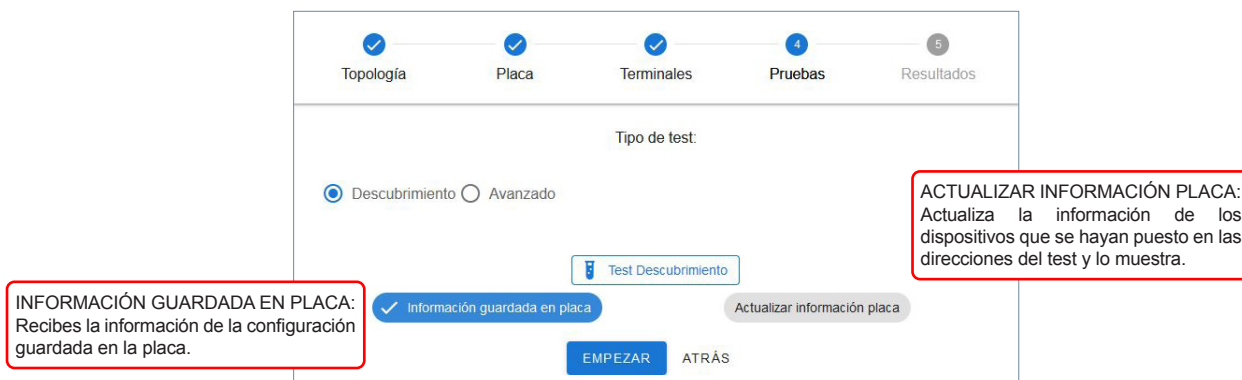 4
5
Topología
Placa
Terminales
Pruebas
Resultados
Tipo de test:
Descubrimiento
Avanzado
ACTUALIZAR INFORMACIÓN PLACA:
Actualiza la información de los
dispositivos que se hayan puesto en las
direcciones del test y lo muestra.
Test Descubrimiento
INFORMACIÓN GUARDADA EN PLACA:
Recibes la información de la configuración
guardada en la placa.
Información guardada en placa
Actualizar información placa
EMPEZAR
ATRÁS